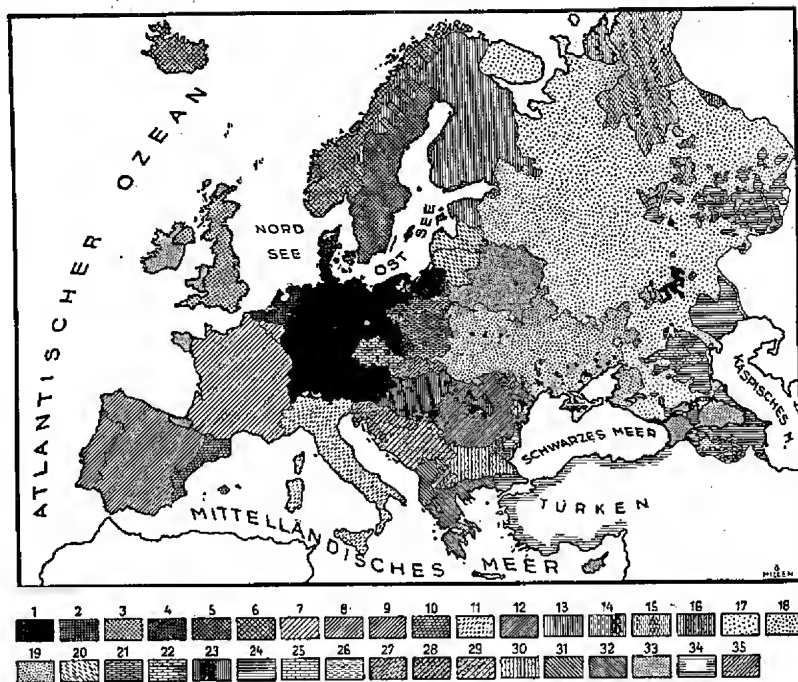 ATLANTISCHER OZEAN
NORD
SEE
OST SEE
KASPISCHES M.
SCHWARZES MEER
TÜRKEN
MITTELLÄNDISCHES MEER
1 2 3 4 5 6 7 8 9 10 11 12 13 14 15 16 17 18
19 20 21 22 23 24 25 26 27 28 29 30 31 32 33 34 35